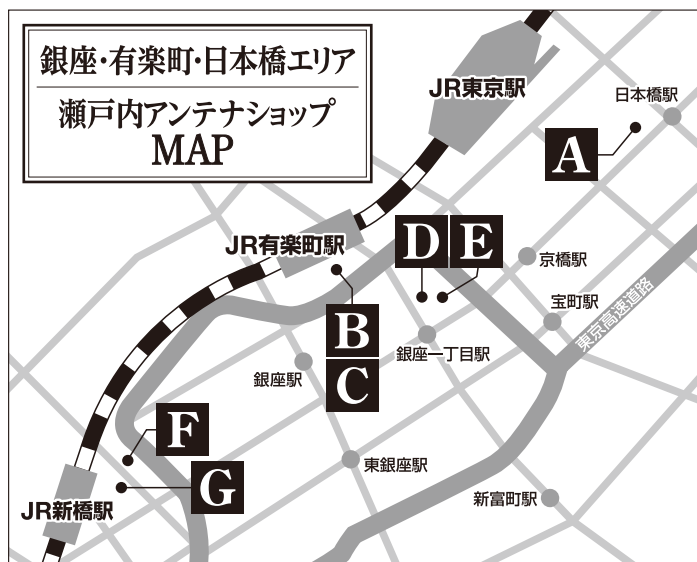 銀座・有楽町・日本橋エリア
瀬戸内アンテナショップ
MAP
JR東京駅
日本橋駅
A
JR有楽町駅
D
E
京橋駅
宝町駅
東京高速道路
B
銀座一丁目駅
銀座駅
C
F
東銀座駅
G
新富町駅
JR新橋駅